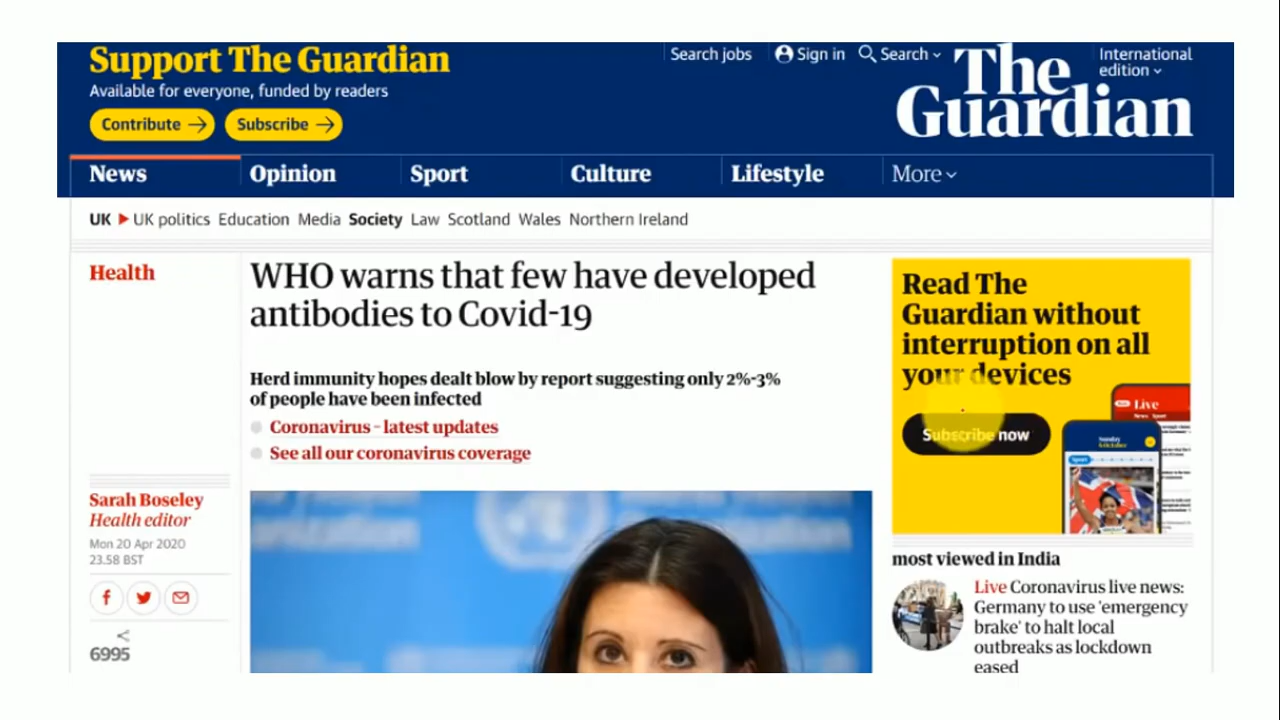 Support The Guardian
Available for everyone, funded by readers
Contribute →
Subscribe →
Search jobs
Sign in
Search
International
edition
The
Guardian
News
Opinion
Sport
Culture
Lifestyle
More
UK
UK politics
Education
Media
Society
Law
Scotland
Wales
Northern Ireland
Health
WHO warns that few have developed
antibodies to Covid-19
Herd immunity hopes dealt blow by report suggesting only 2%-3%
of people have been infected
Coronavirus – latest updates
See all our coronavirus coverage
Sarah Boseley
Health editor
Mon 20 Apr 2020
23.58 BST
6995
Read The
Guardian without
interruption on all
your devices
Subscribe now
Live
most viewed in India
Live Coronavirus live news:
Germany to use 'emergency
brake' to halt local
outbreaks as lockdown
eased